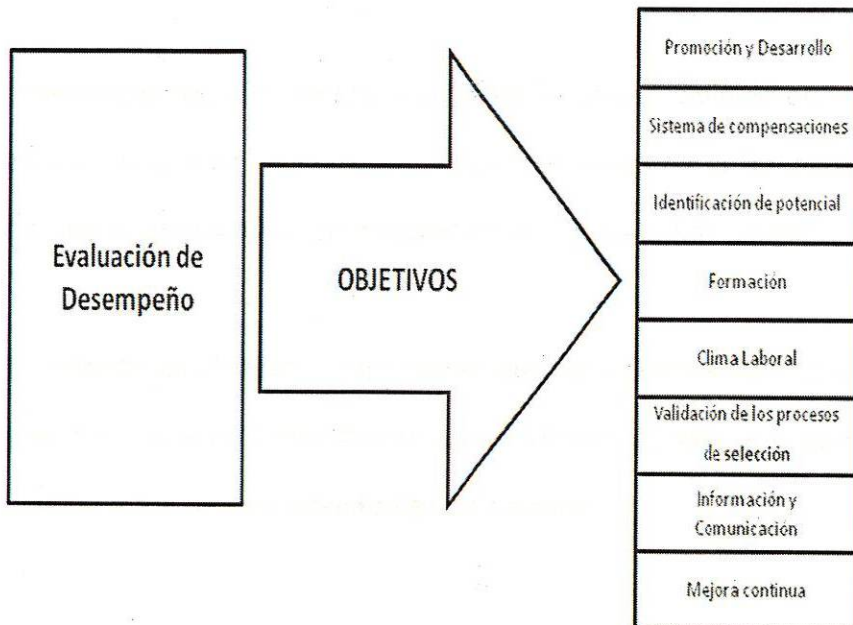 Evaluación de
Desempeño
OBJETIVOS
Promoción y Desarrollo
Sistema de compensaciones
Identificación de potencial
Formación
Clima Laboral
Validación de los procesos
de selección
Información y
Comunicación
Mejora continua